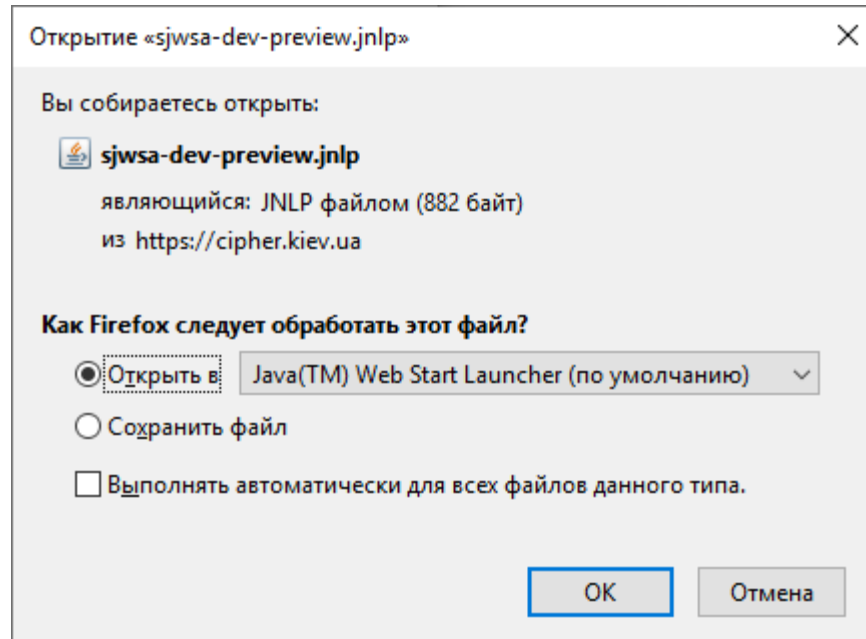 Открытие «sjwsa-dev-preview.jnlp»
Вы собираетесь открыть:
sjwsa-dev-preview.jnlp
являющийся: JNLP файлом (882 байт)
из https://cipher.kiev.ua
Как Firefox следует обработать этот файл?
Открыть в Java(TM) Web Start Launcher (по умолчанию)
Сохранить файл
Выполнять автоматически для всех файлов данного типа.
OK Отмена